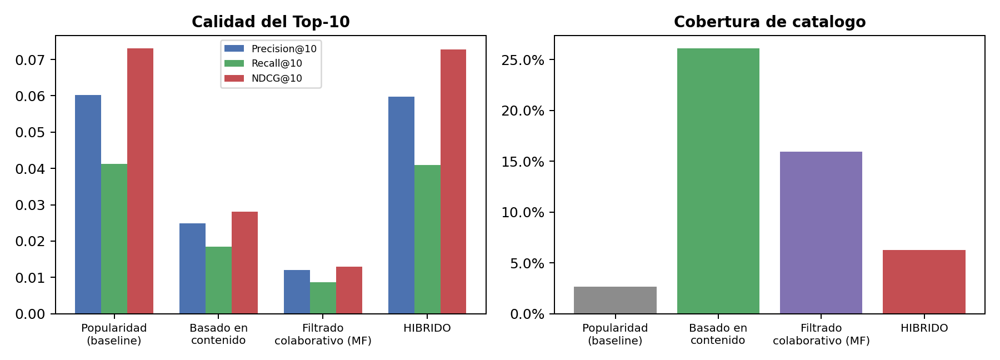 Calidad del Top-10
Precision@10
Recall@10
NDCG@10
0.07
0.06
0.05
0.04
0.03
0.02
0.01
0.00
Popularidad
(baseline)
Basado en
contenido
Filtrado
colaborativo (MF)
HIBRIDO
Cobertura de catalogo
25.0%
20.0%
15.0%
10.0%
5.0%
0.0%
Popularidad
(baseline)
Basado en
contenido
Filtrado
colaborativo (MF)
HIBRIDO